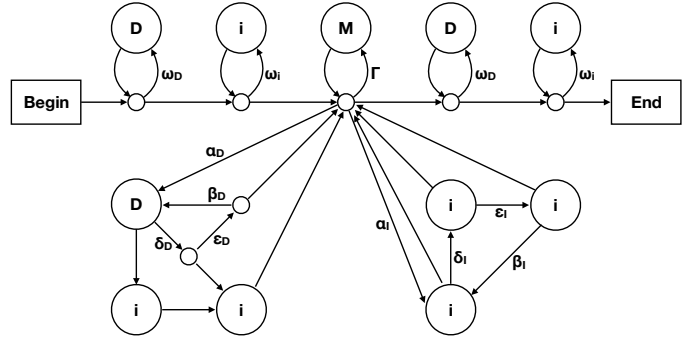 D i M D i
ω_D ω_i Γ ω_D ω_i
Begin End
α_D
D β_D i ε_I i
α_I
δ_D ε_D δ_I β_I
i i i